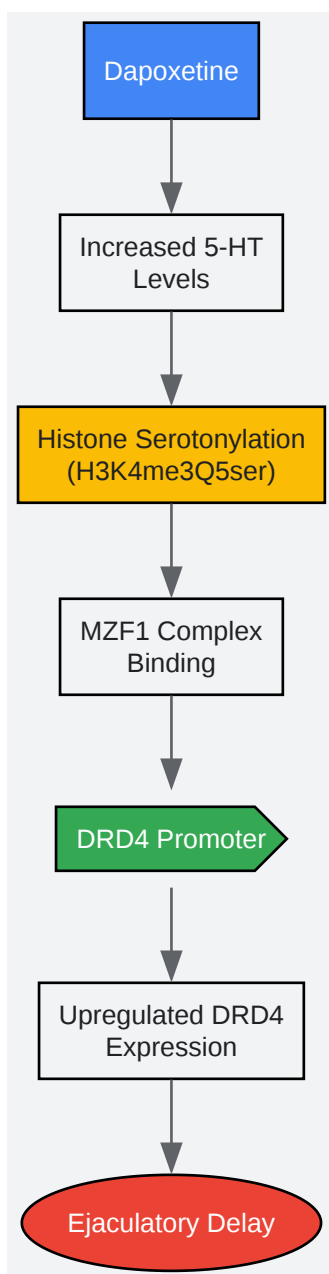 Dapoxetine
Increased 5-HT
Levels
Histone Serotonylation
(H3K4me3Q5ser)
MZF1 Complex
Binding
DRD4 Promoter
Upregulated DRD4
Expression
Ejaculatory Delay